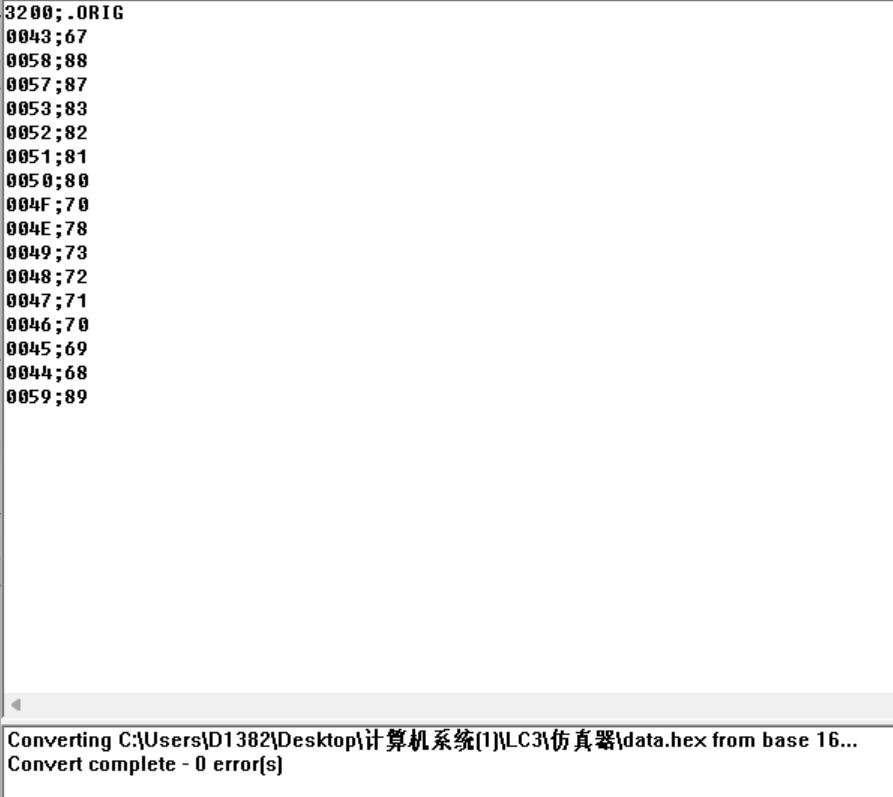 3200;.ORIG
0043;67
0058;88
0057;87
0053;83
0052;82
0051;81
0050;80
004F;70
004E;78
0049;73
0048;72
0047;71
0046;70
0045;69
0044;68
0059;89
Converting C:\Users\D1382\Desktop\计算机系统(1)\LC3\仿真器\data.hex from base 16...
Convert complete - 0 error(s)